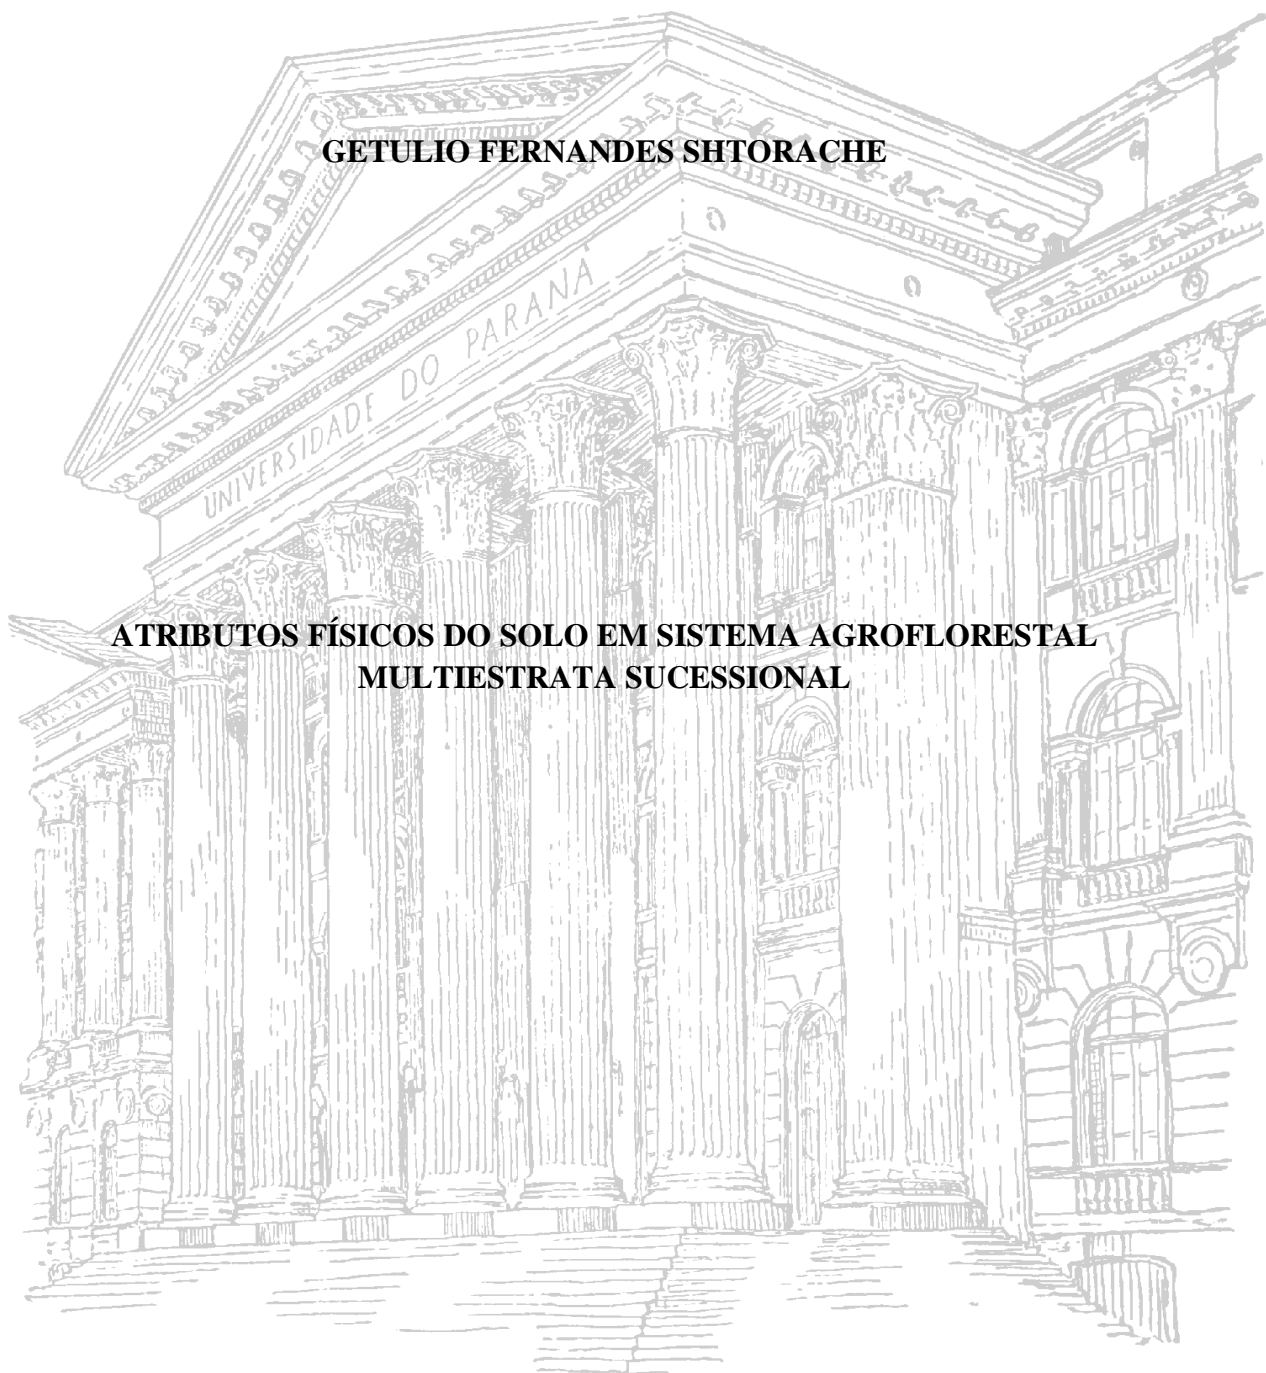 GETULIO FERNANDES SHTORACHE
UNIVERSIDADE DO PARANÁ
ATRIBUTOS FÍSICOS DO SOLO EM SISTEMA AGROFLORESTAL
MULTIESTRATA SUCESSIONAL